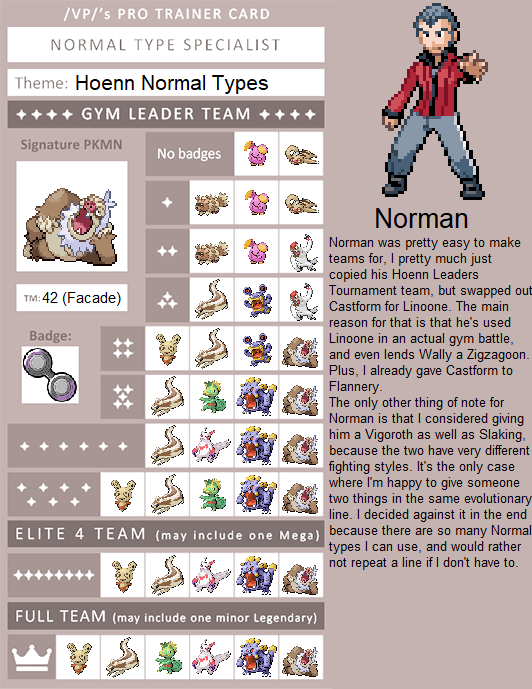 /VP/'s PRO TRAINER CARD
NORMAL TYPE SPECIALIST
Theme: Hoenn Normal Types
GYM LEADER TEAM
Signature PKMN
No badges
TM: 42 (Facade)
Badge:
ELITE 4 TEAM (may include one Mega)
FULL TEAM (may include one minor Legendary)
Norman
Norman was pretty easy to make
teams for, I pretty much just
copied his Hoenn Leaders
Tournament team, but swapped out
Castform for Linoone. The main
reason for that is that he's used
Linoone in an actual gym battle,
and even lends Wally a Zigzagoon.
Plus, I already gave Castform to
Flannery.
The only other thing of note for
Norman is that I considered giving
him a Vigoroth as well as Slaking,
because the two have very different
fighting styles. It's the only case
where I'm happy to give someone
two things in the same evolutionary
line. I decided against it in the end
because there are so many Normal
types I can use, and would rather
not repeat a line if I don't have to.